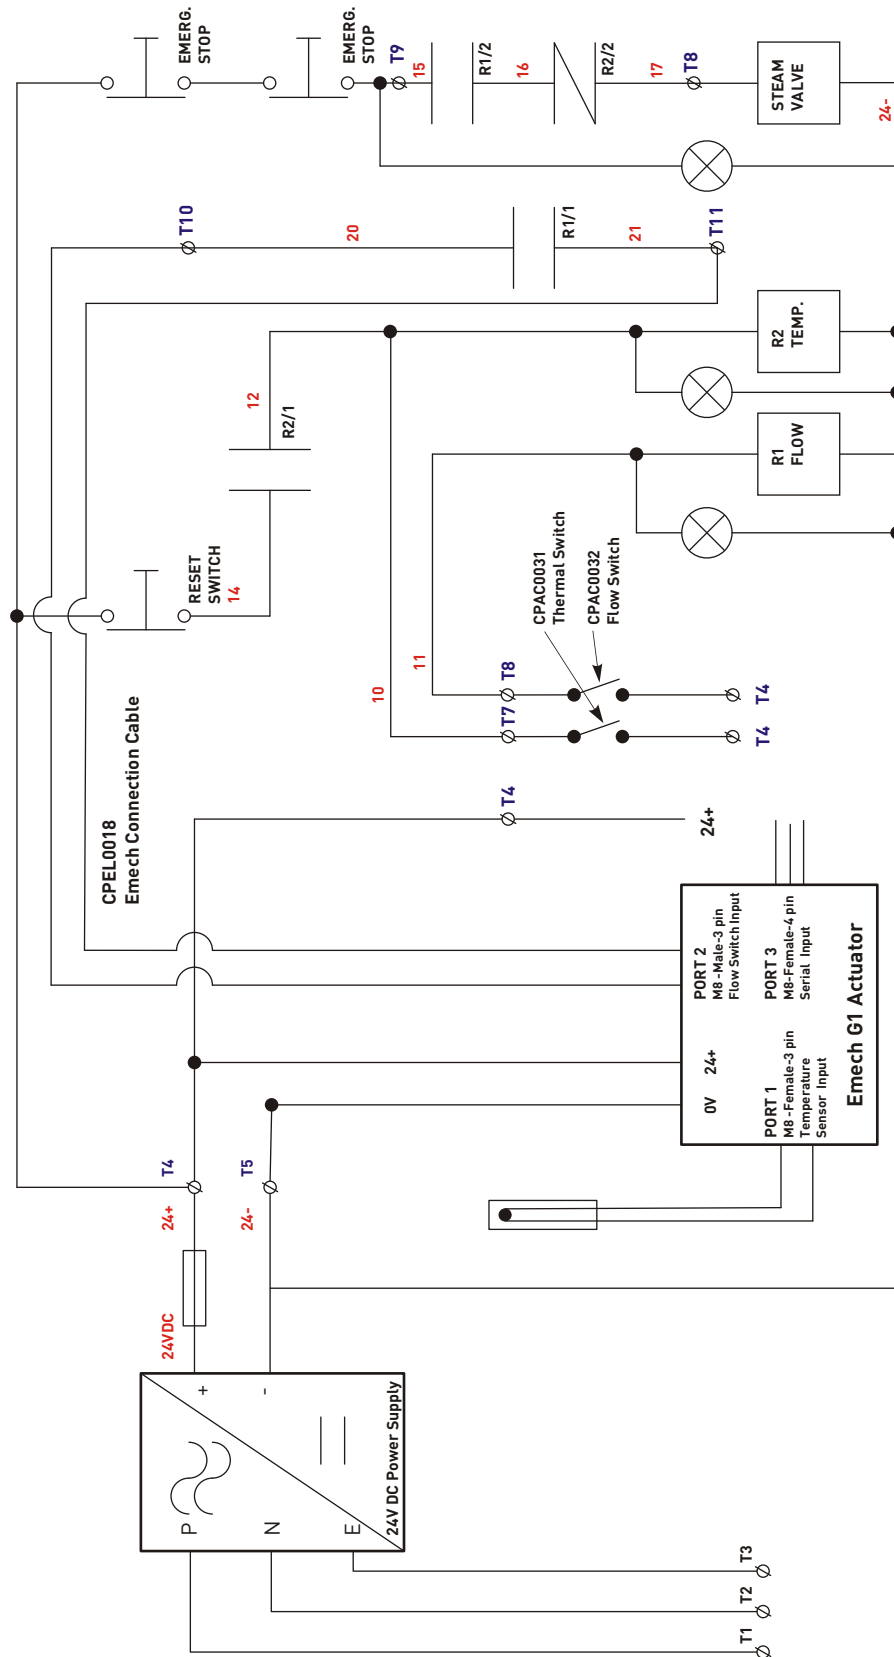 P
N
E
+
-
24V DC Power Supply
T1
T2
T3
24VDC
24+
T4
24-
T5
CPEL0018
Emech Connection Cable
0V
24+
PORT 1
M8 -Female-3 pin
Temperature
Sensor Input
PORT 2
M8 -Male-3 pin
Flow Switch Input
PORT 3
M8-Female-4 pin
Serial Input
Emech G1 Actuator
T4
24+
10
T7
T4
11
T8
T4
CPAC0031
Thermal Switch
CPAC0032
Flow Switch
RESET
SWITCH
14
R2/1
12
R1
FLOW
R2
TEMP.
T10
20
R1/1
21
T11
EMERG.
STOP
EMERG.
STOP
T9
15
R1/2
16
R2/2
17
T8
STEAM
VALVE
24-